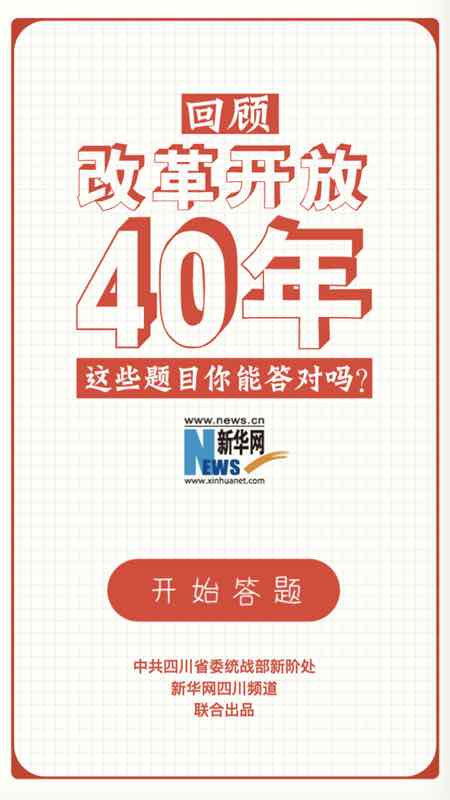 回顾
改革开放
40年
这些题目你能答对吗?
www.news.cn
新华网
NEWS
www.xinhuanet.com
开始答题
中共四川省委统战部新阶处
新华网四川频道
联合出品